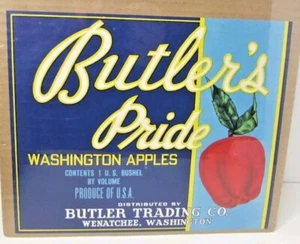 Butler's
Pride
WASHINGTON APPLES
CONTENTS 1 U.S. BUSHEL
BY VOLUME
PRODUCE OF U.S.A.
DISTRIBUTED BY
BUTLER TRADING CO.
WENATCHEE, WASHINGTON